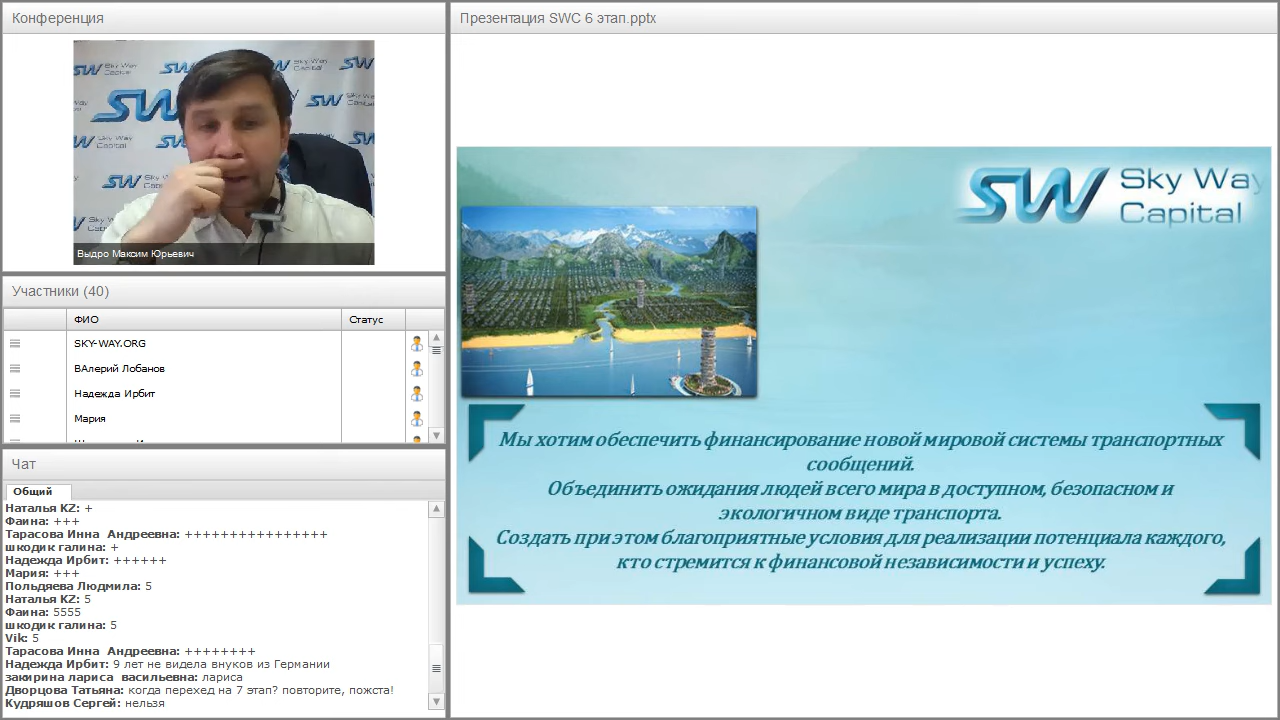 Конференция
SW Sky Way Capital
Выдро Максим Юрьевич
Участники (40)
ФИО
Статус
SKY-WAY.ORG
ВАлерий Лобанов
Надежда Ирбит
Мария
Чат
Общий
Наталья KZ: +
Фаина: +++
Тарасова Инна Андреевна: ++++++++++++++++
шкодик галина: +
Надежда Ирбит: ++++++
Мария: +++
Польдяева Людмила: 5
Наталья KZ: 5
Фаина: 5555
шкодик галина: 5
Vik: 5
Тарасова Инна Андреевна: ++++++++
Надежда Ирбит: 9 лет не видела внуков из Германии
закирина лариса васильевна: лариса
Дворцова Татьяна: когда перехед на 7 этап? повторите, пожста!
Кудряшов Сергей: нельзя
Презентация SWC 6 этап.pptx
SW Sky Way
Capital
Мы хотим обеспечить финансирование новой мировой системы транспортных
сообщений.
Объединить ожидания людей всего мира в доступном, безопасном и
экологичном виде транспорта.
Создать при этом благоприятные условия для реализации потенциала каждого,
кто стремится к финансовой независимости и успеху.